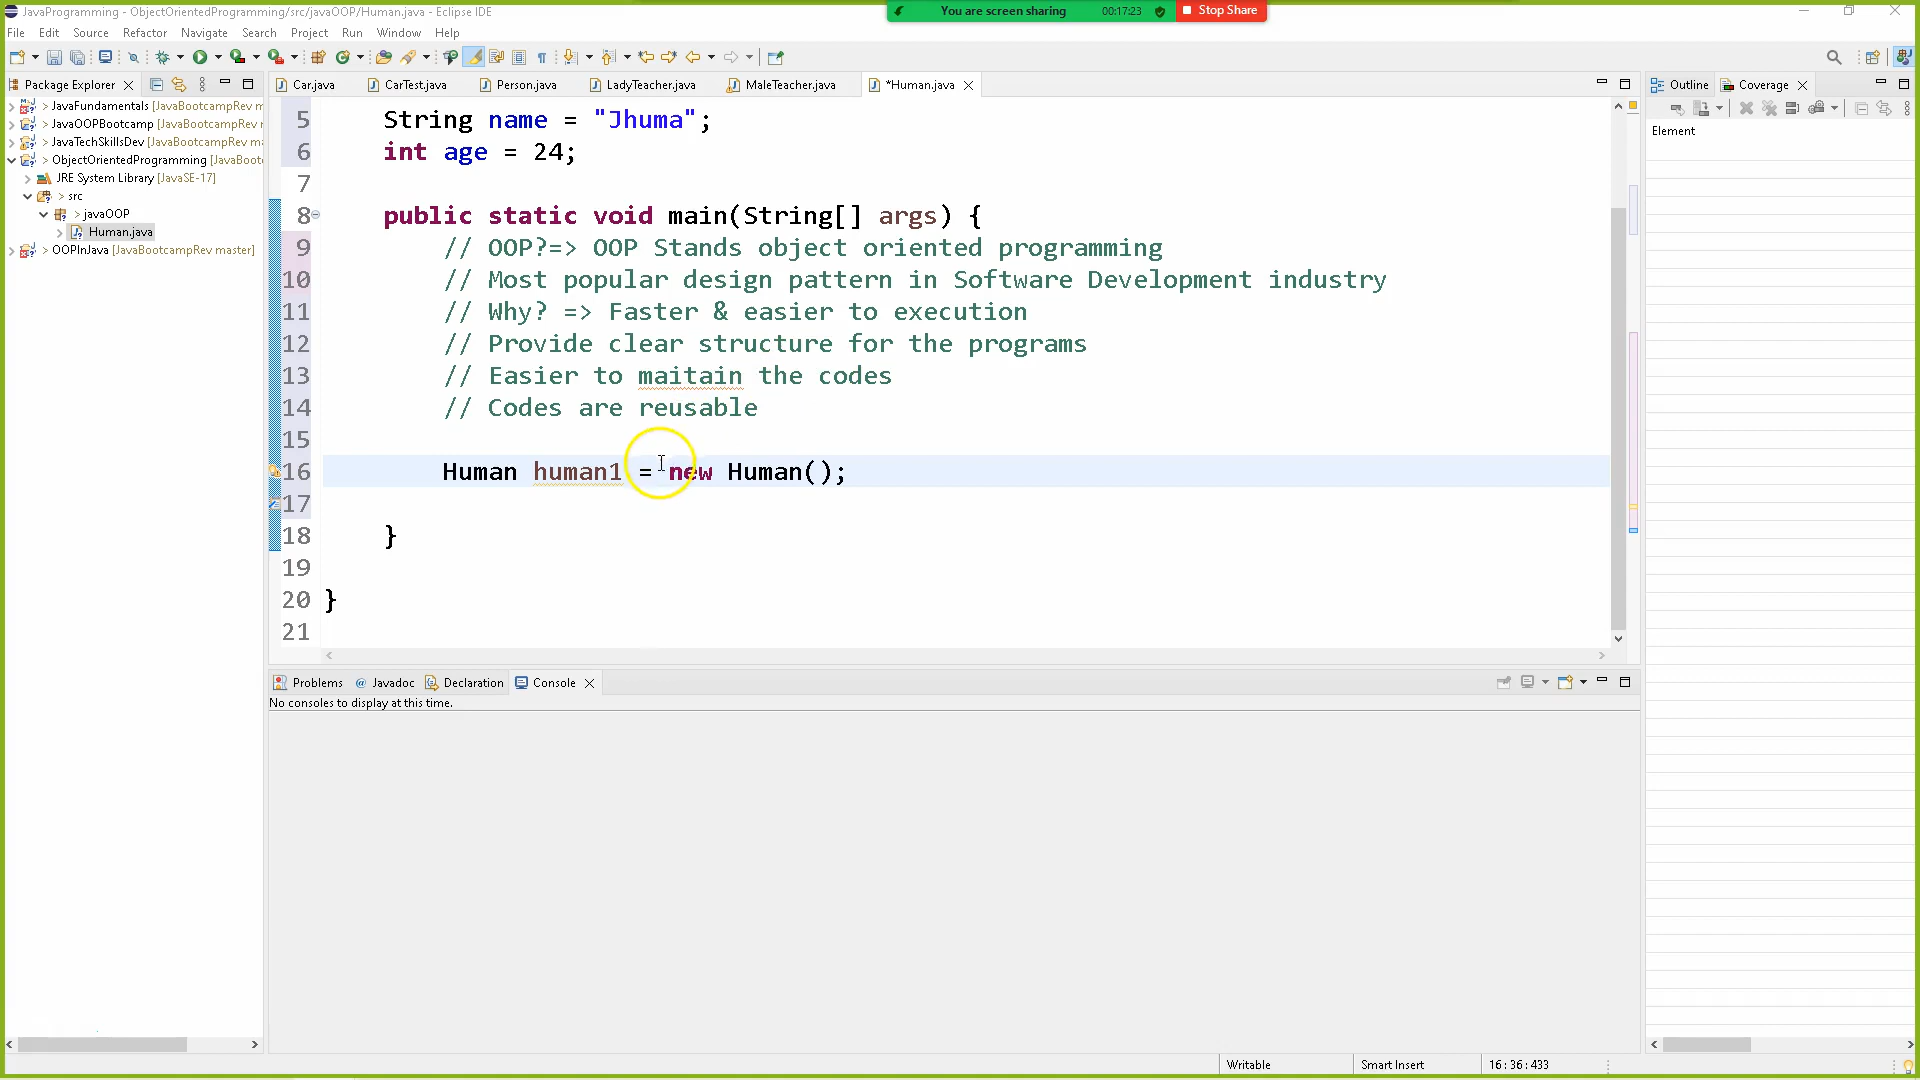 JavaProgramming - ObjectOrientedProgramming/src/javaOOP/Human.java - Eclipse IDE
You are screen sharing 00:17:23 Stop Share
File Edit Source Refactor Navigate Search Project Run Window Help
Package Explorer
Car.java CarTest.java Person.java LadyTeacher.java MaleTeacher.java *Human.java
Outline Coverage
> JavaFundamentals [JavaBootcampRev m
> JavaOOPBootcamp [JavaBootcampRev r
> JavaTechSkillsDev [JavaBootcampRev ma
> ObjectOrientedProgramming [JavaBoot
JRE System Library [JavaSE-17]
> src
> javaOOP
Human.java
> OOPInJava [JavaBootcampRev master]
5 String name = "Jhuma";
6 int age = 24;
7
8 public static void main(String[] args) {
9 // OOP?=> OOP Stands object oriented programming
10 // Most popular design pattern in Software Development industry
11 // Why? => Faster & easier to execution
12 // Provide clear structure for the programs
13 // Easier to maitain the codes
14 // Codes are reusable
15
16 Human human1 = new Human();
17
18 }
19
20 }
21
Element
Problems @ Javadoc Declaration Console
No consoles to display at this time.
Writable Smart Insert 16 : 36 : 433